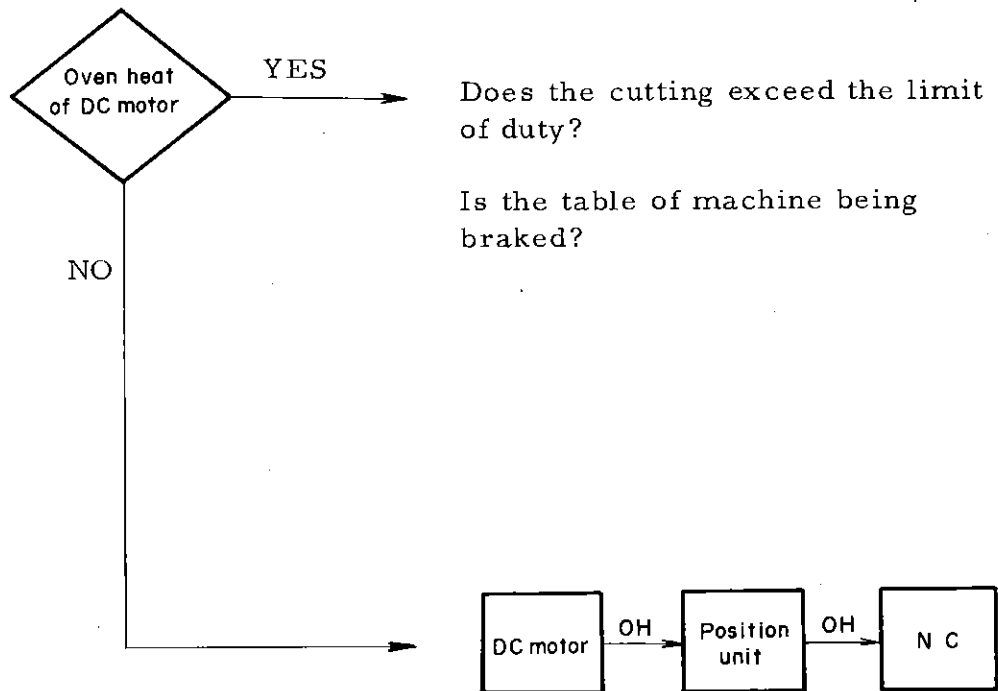 Oven heat
of DC motor
YES
Does the cutting exceed the limit
of duty?
Is the table of machine being
braked?
NO
DC motor
OH
Position
unit
OH
N C